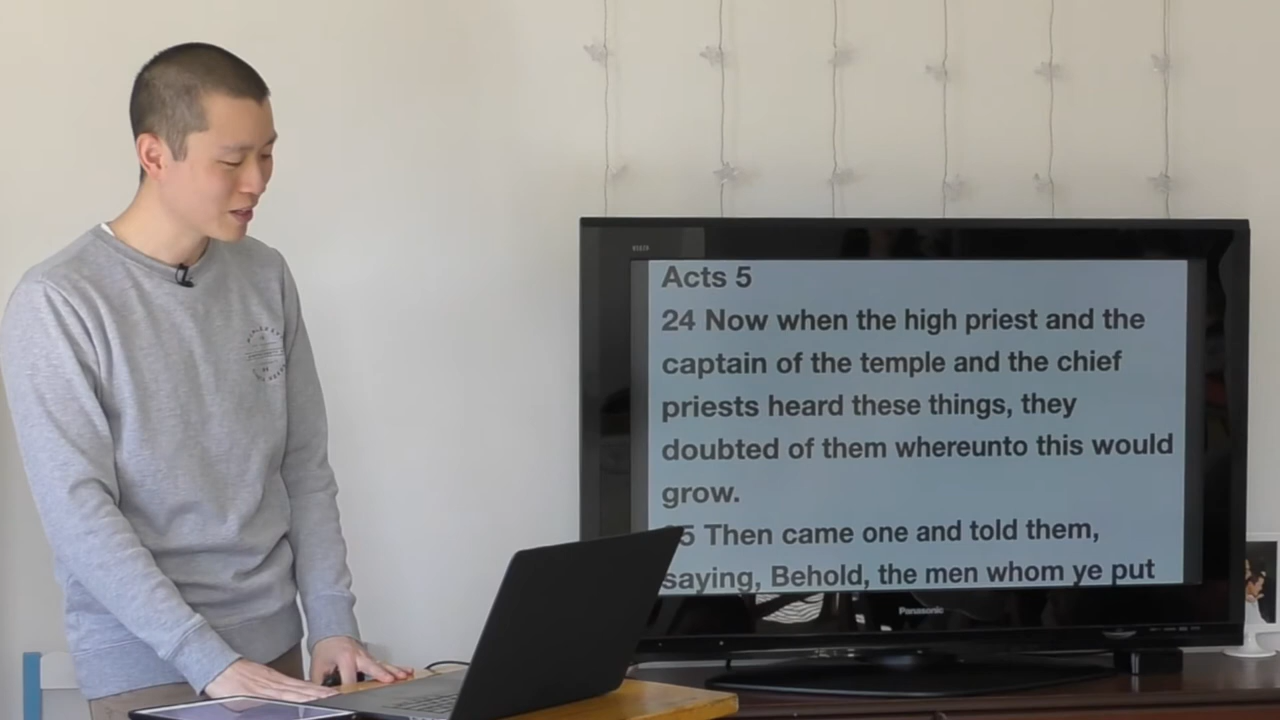 Acts 5
24 Now when the high priest and the
captain of the temple and the chief
priests heard these things, they
doubted of them whereunto this would
grow.
5 Then came one and told them,
saying, Behold, the men whom ye put
Panasonic